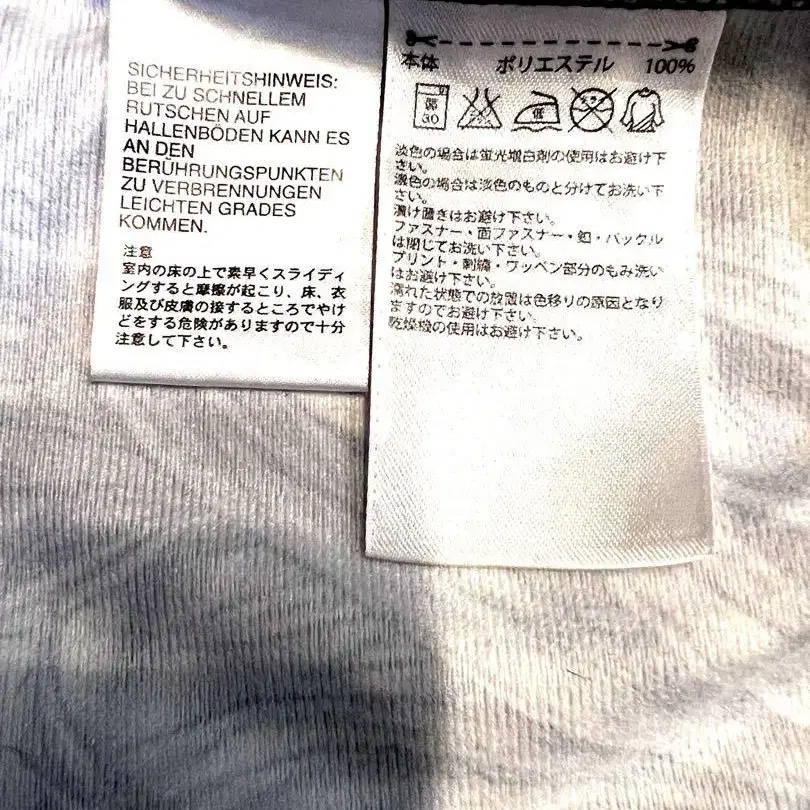 SICHERHEITSHINWEIS:
BEI ZU SCHNELLEM
RUTSCHEN AUF
HALLENBÖDEN KANN ES
AN DEN
BERÜHRUNGSPUNKTEN
ZU VERBRENNUNGEN
LEICHTEN GRADES
KOMMEN.
注意
室内の床の上で素早くスライディ
ングすると摩擦が起こり、床、衣
服及び皮膚の接するところでやけ
どをする危険がありますので十分
注意して下さい。
本体 ポリエステル 100%
弱
30
低
淡色の場合は蛍光増白剤の使用はお避け下
さい。
濃色の場合は淡色のものと分けてお洗い下
さい。
漬け置きはお避け下さい。
ファスナー・面ファスナー・釦・バックル
は閉じてお洗い下さい。
プリント・刺繍・ワッペン部分のもみ洗い
はお避け下さい。
濡れた状態での放置は色移りの原因となり
ますのでお避け下さい。
乾燥機の使用はお避け下さい。